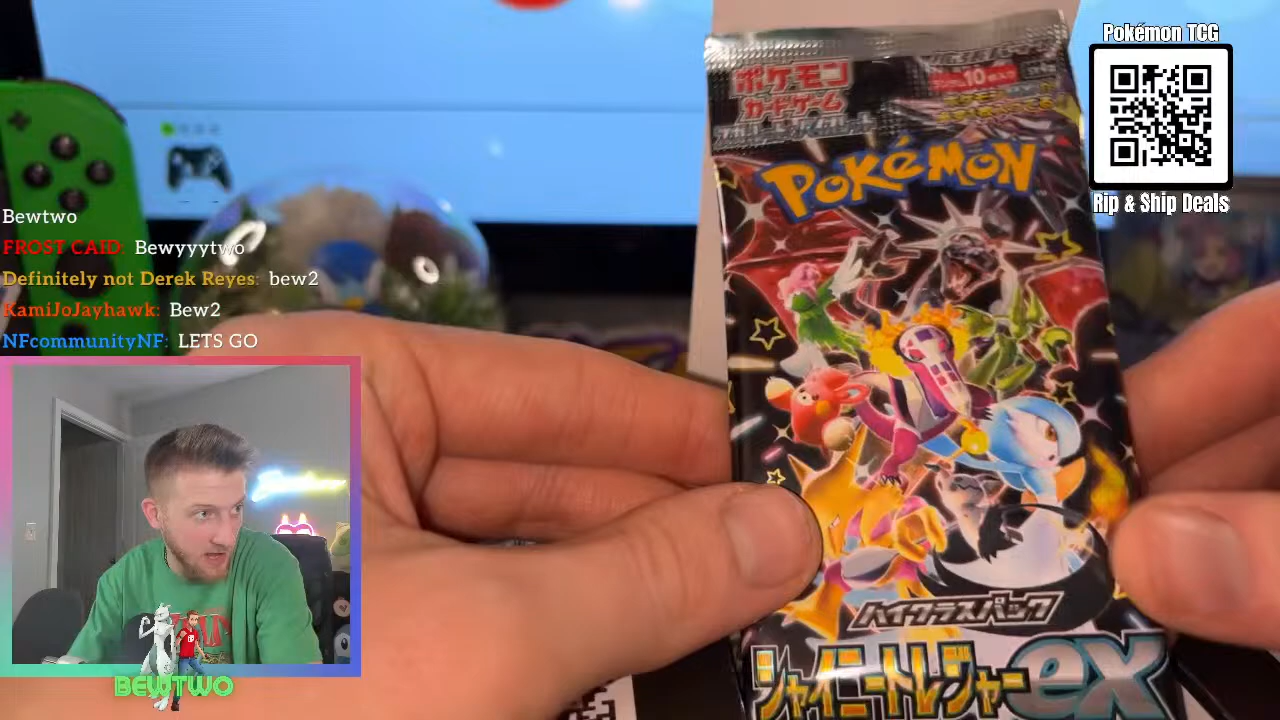 Pokémon TCG
Rip & Ship Deals
ポケモン
カードゲーム
POKéMON
ハイクラスパック
シャイニートレジャーex
Bewtwo
FROST CAID: Bewyyytwo
Definitely not Derek Reyes: bew2
KamiJoJayhawk: Bew2
NFcommunityNF: LETS GO
BEWTWO